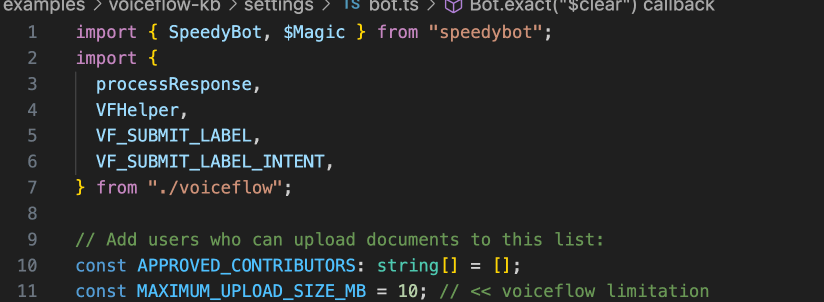 examples > voiceflow-kb > settings > TS bot.ts > Bot.exact("$clear") callback
1 import { SpeedyBot, $Magic } from "speedybot";
2 import {
3 processResponse,
4 VFHelper,
5 VF_SUBMIT_LABEL,
6 VF_SUBMIT_LABEL_INTENT,
7 } from "./voiceflow";
8
9 // Add users who can upload documents to this list:
10 const APPROVED_CONTRIBUTORS: string[] = [];
11 const MAXIMUM_UPLOAD_SIZE_MB = 10; // << voiceflow limitation